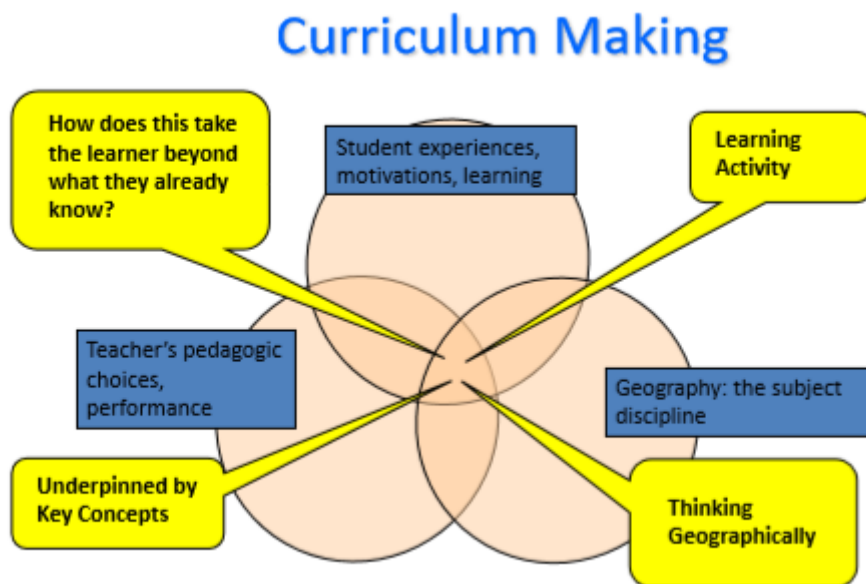 Curriculum Making
How does this take
the learner beyond
what they already
know?
Student experiences,
motivations, learning
Learning
Activity
Teacher's pedagogic
choices,
performance
Geography: the subject
discipline
Underpinned by
Key Concepts
Thinking
Geographically